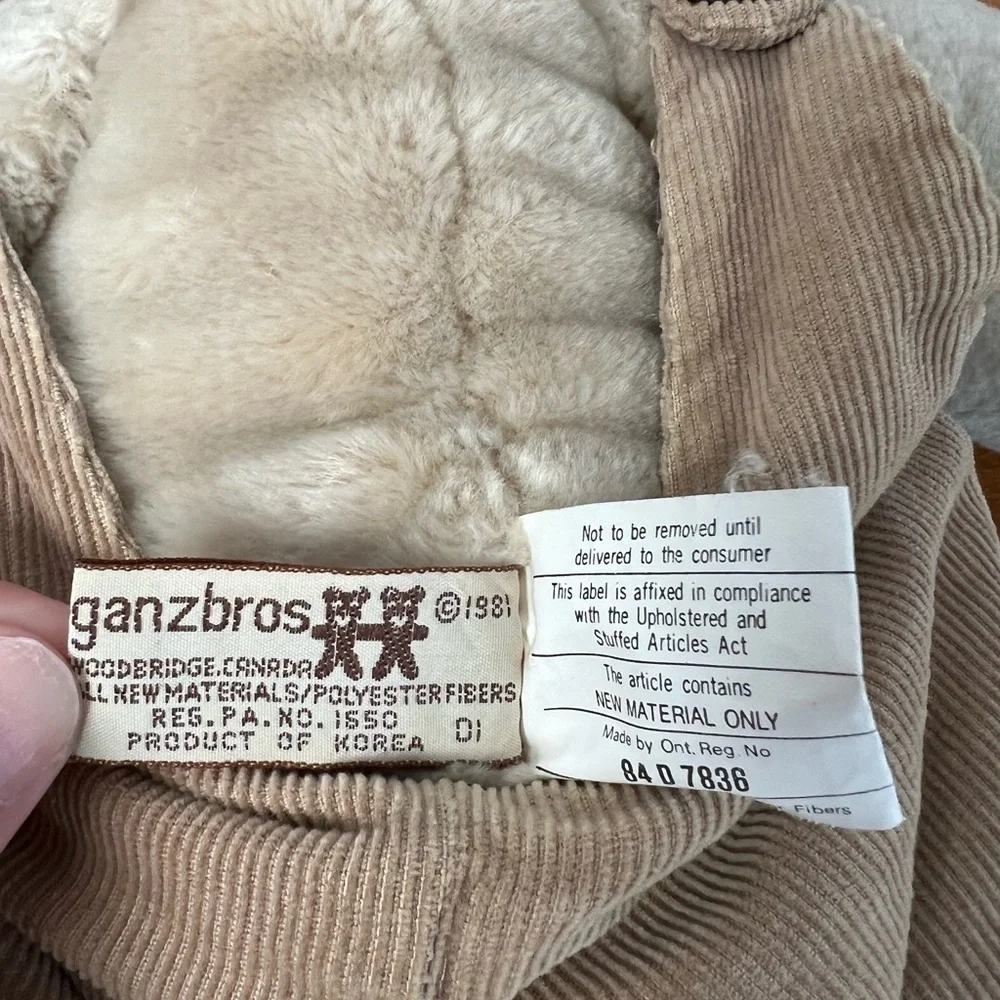 ganzbros ©1981
WOODBRIDGE.CANADA
ALL NEW MATERIALS/POLYESTER FIBERS
REG.PA.NO.1550
PRODUCT OF KOREA 01
Not to be removed until
delivered to the consumer
This label is affixed in compliance
with the Upholstered and
Stuffed Articles Act
The article contains
NEW MATERIAL ONLY
Made by Ont. Reg. No
84 D 7836
Fibers